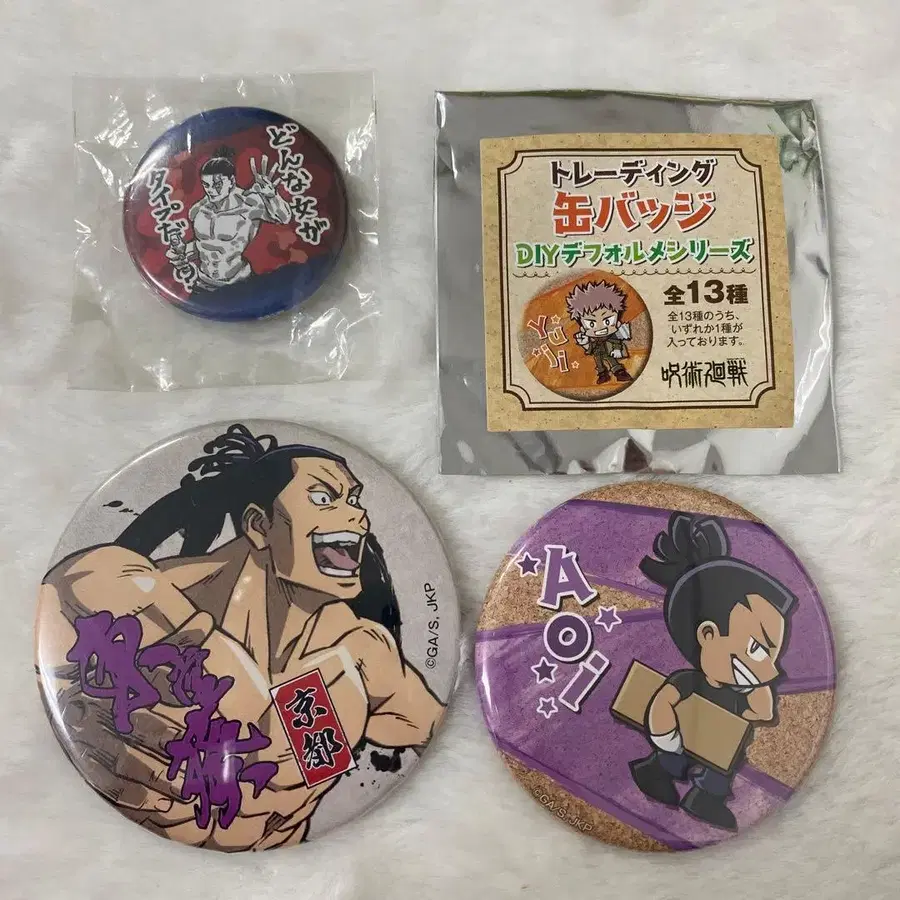 どんな女が
タイプだ
トレーディング
缶バッジ
DIYデフォルメシリーズ
全13種
全13種のうち、
いずれか1種が
入っております。
Yuji
呪術廻戦
京都
©GA/S, JKP
Aoi
©GA/S, JKP